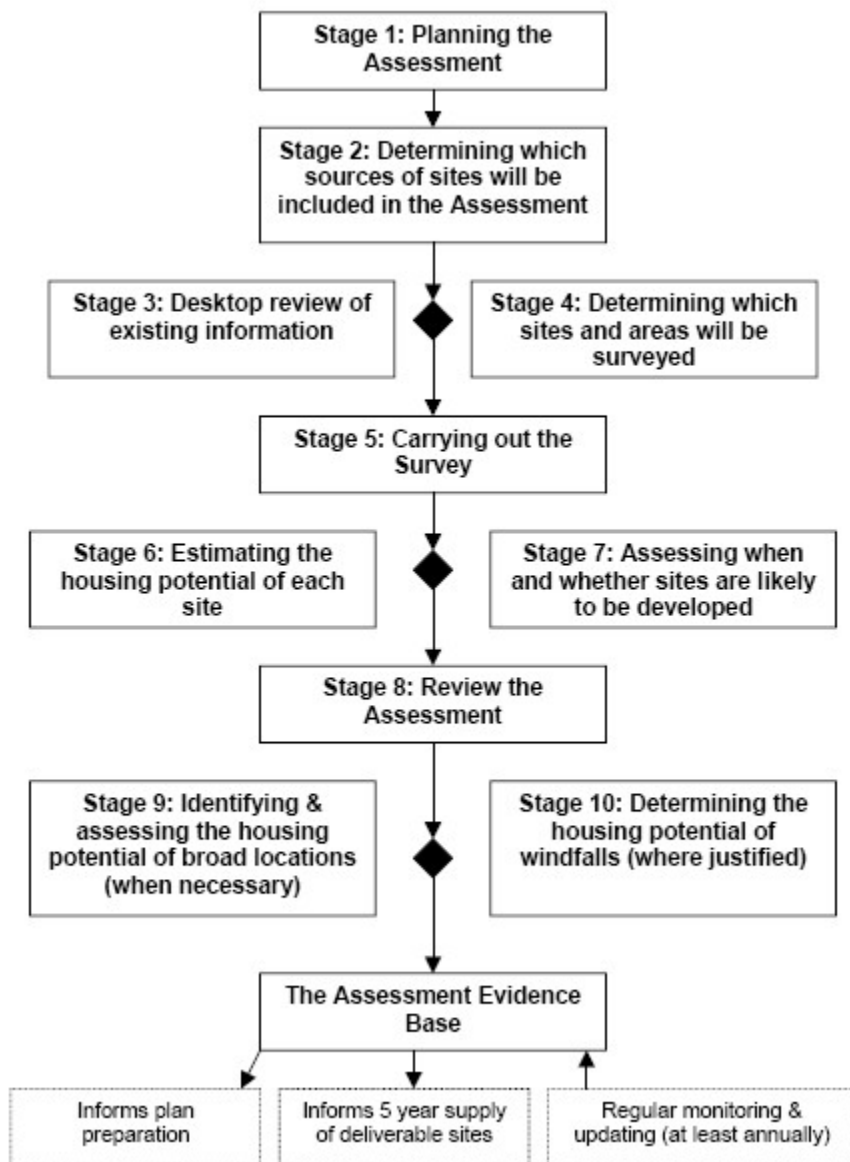 Stage 1: Planning the
Assessment
Stage 2: Determining which
sources of sites will be
included in the Assessment
Stage 3: Desktop review of
existing information
Stage 4: Determining which
sites and areas will be
surveyed
Stage 5: Carrying out the
Survey
Stage 6: Estimating the
housing potential of each
site
Stage 7: Assessing when
and whether sites are likely
to be developed
Stage 8: Review the
Assessment
Stage 9: Identifying &
assessing the housing
potential of broad locations
(when necessary)
Stage 10: Determining the
housing potential of
windfalls (where justified)
The Assessment Evidence
Base
Informs plan
preparation
Informs 5 year supply
of deliverable sites
Regular monitoring &
updating (at least annually)